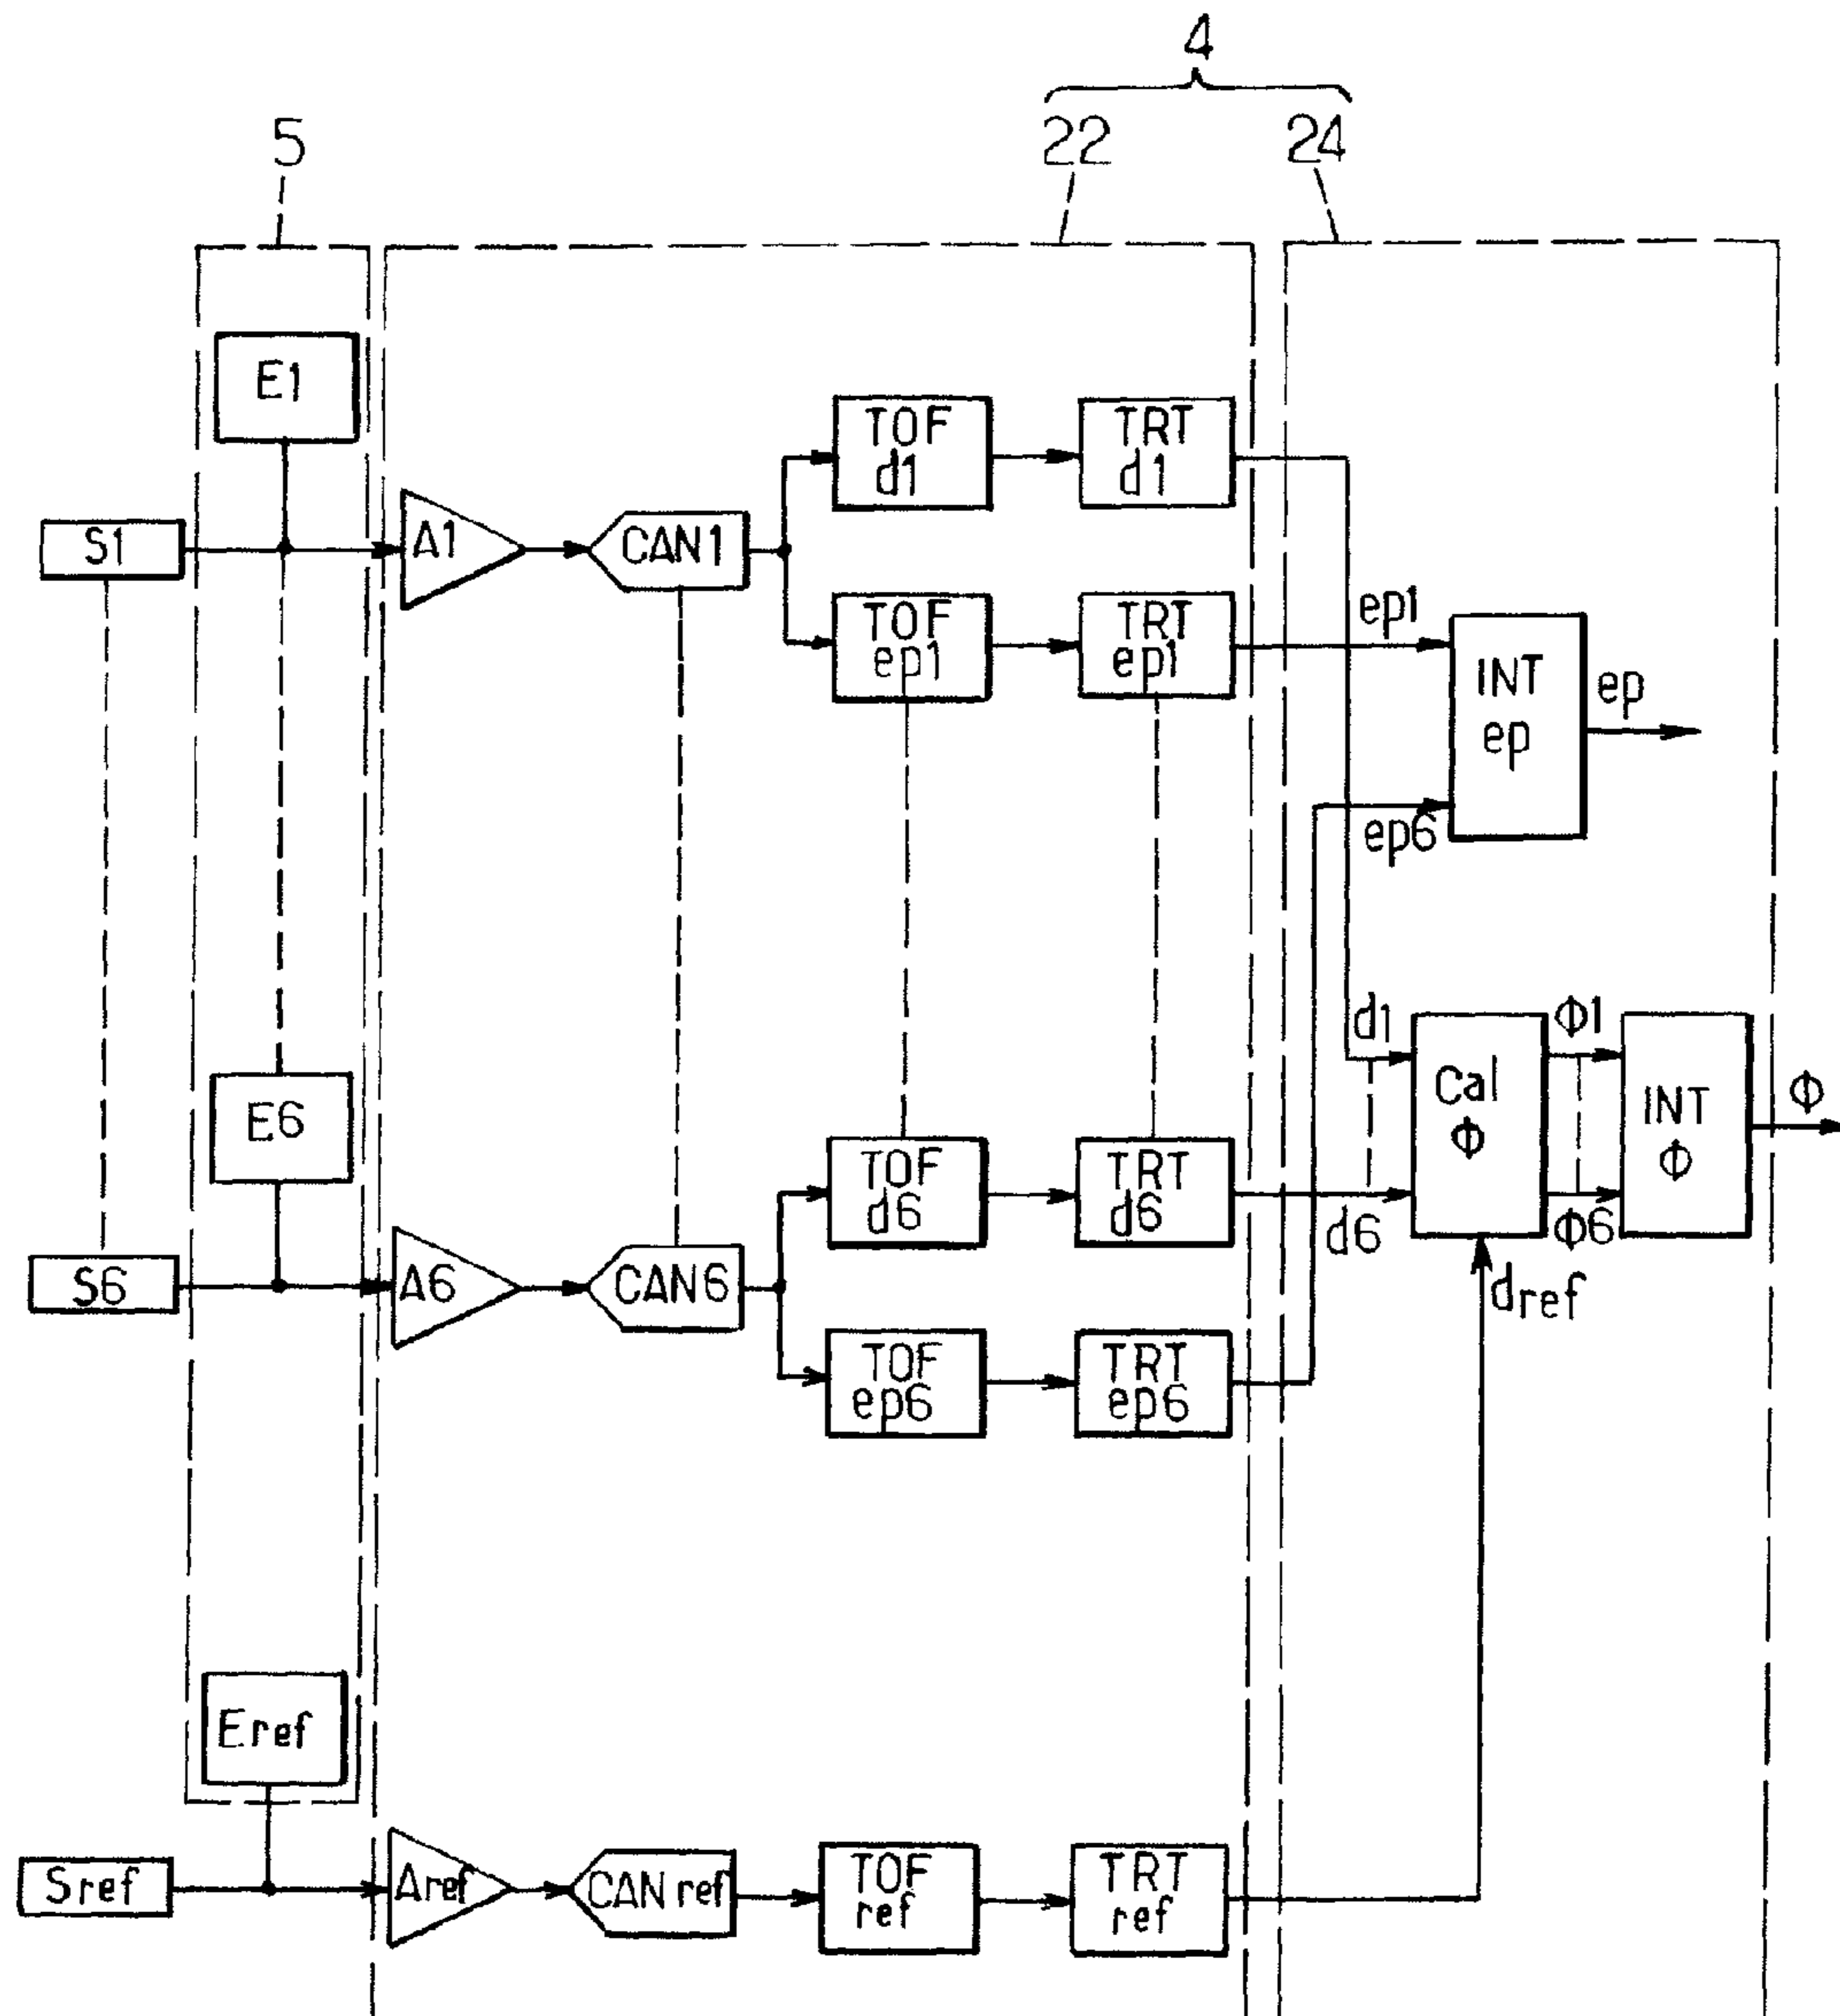 4
5
22
24
E1
S1
A1
CAN1
TOF
d1
TRT
d1
TOF
ep1
TRT
ep1
ep1
INT
ep
ep
ep6
E6
S6
A6
CAN6
TOF
d6
TRT
d6
TOF
ep6
TRT
ep6
d1
d6
Cal
Φ
Φ1
Φ6
INT
Φ
Φ
dref
Eref
Sref
Aref
CANref
TOF
ref
TRT
ref